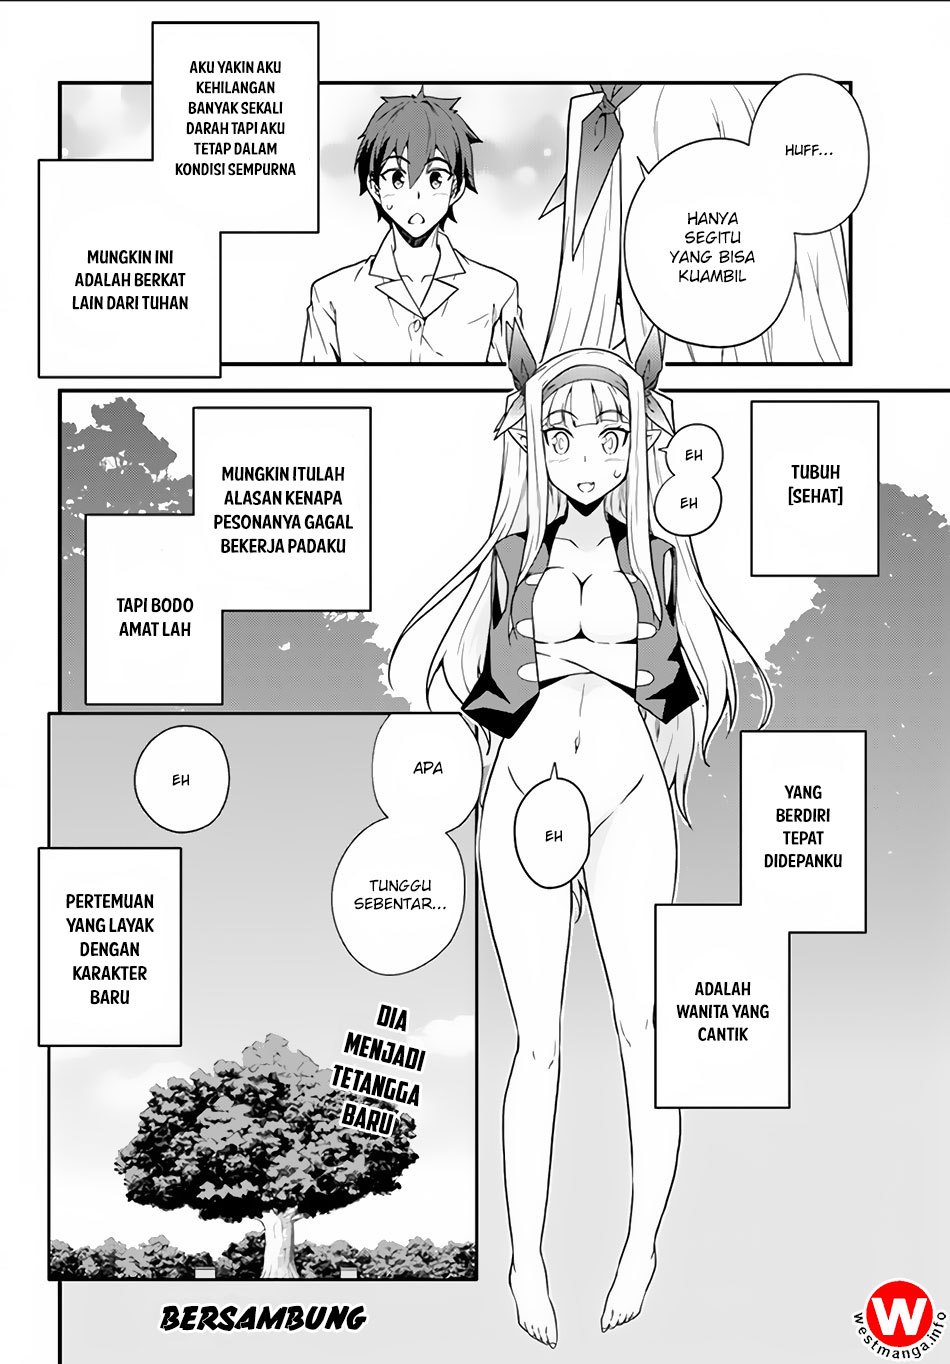 AKU YAKIN AKU
KEHILANGAN
BANYAK SEKALI
DARAH TAPI AKU
TETAP DALAM
KONDISI SEMPURNA
MUNGKIN INI
ADALAH BERKAT
LAIN DARI TUHAN
HUFF...
HANYA
SEGITU
YANG BISA
KUAMBIL
MUNGKIN ITULAH
ALASAN KENAPA
PESONANYA GAGAL
BEKERJA PADAKU
TAPI BODO
AMAT LAH
EH
EH
TUBUH
[SEHAT]
YANG
BERDIRI
TEPAT
DIDEPANKU
ADALAH
WANITA YANG
CANTIK
EH
EH
APA
TUNGGU
SEBENTAR...
PERTEMUAN
YANG LAYAK
DENGAN
KARAKTER
BARU
DIA
MENJADI
TETANGGA
BARU
BERSAMBUNG
W
westmanga.info